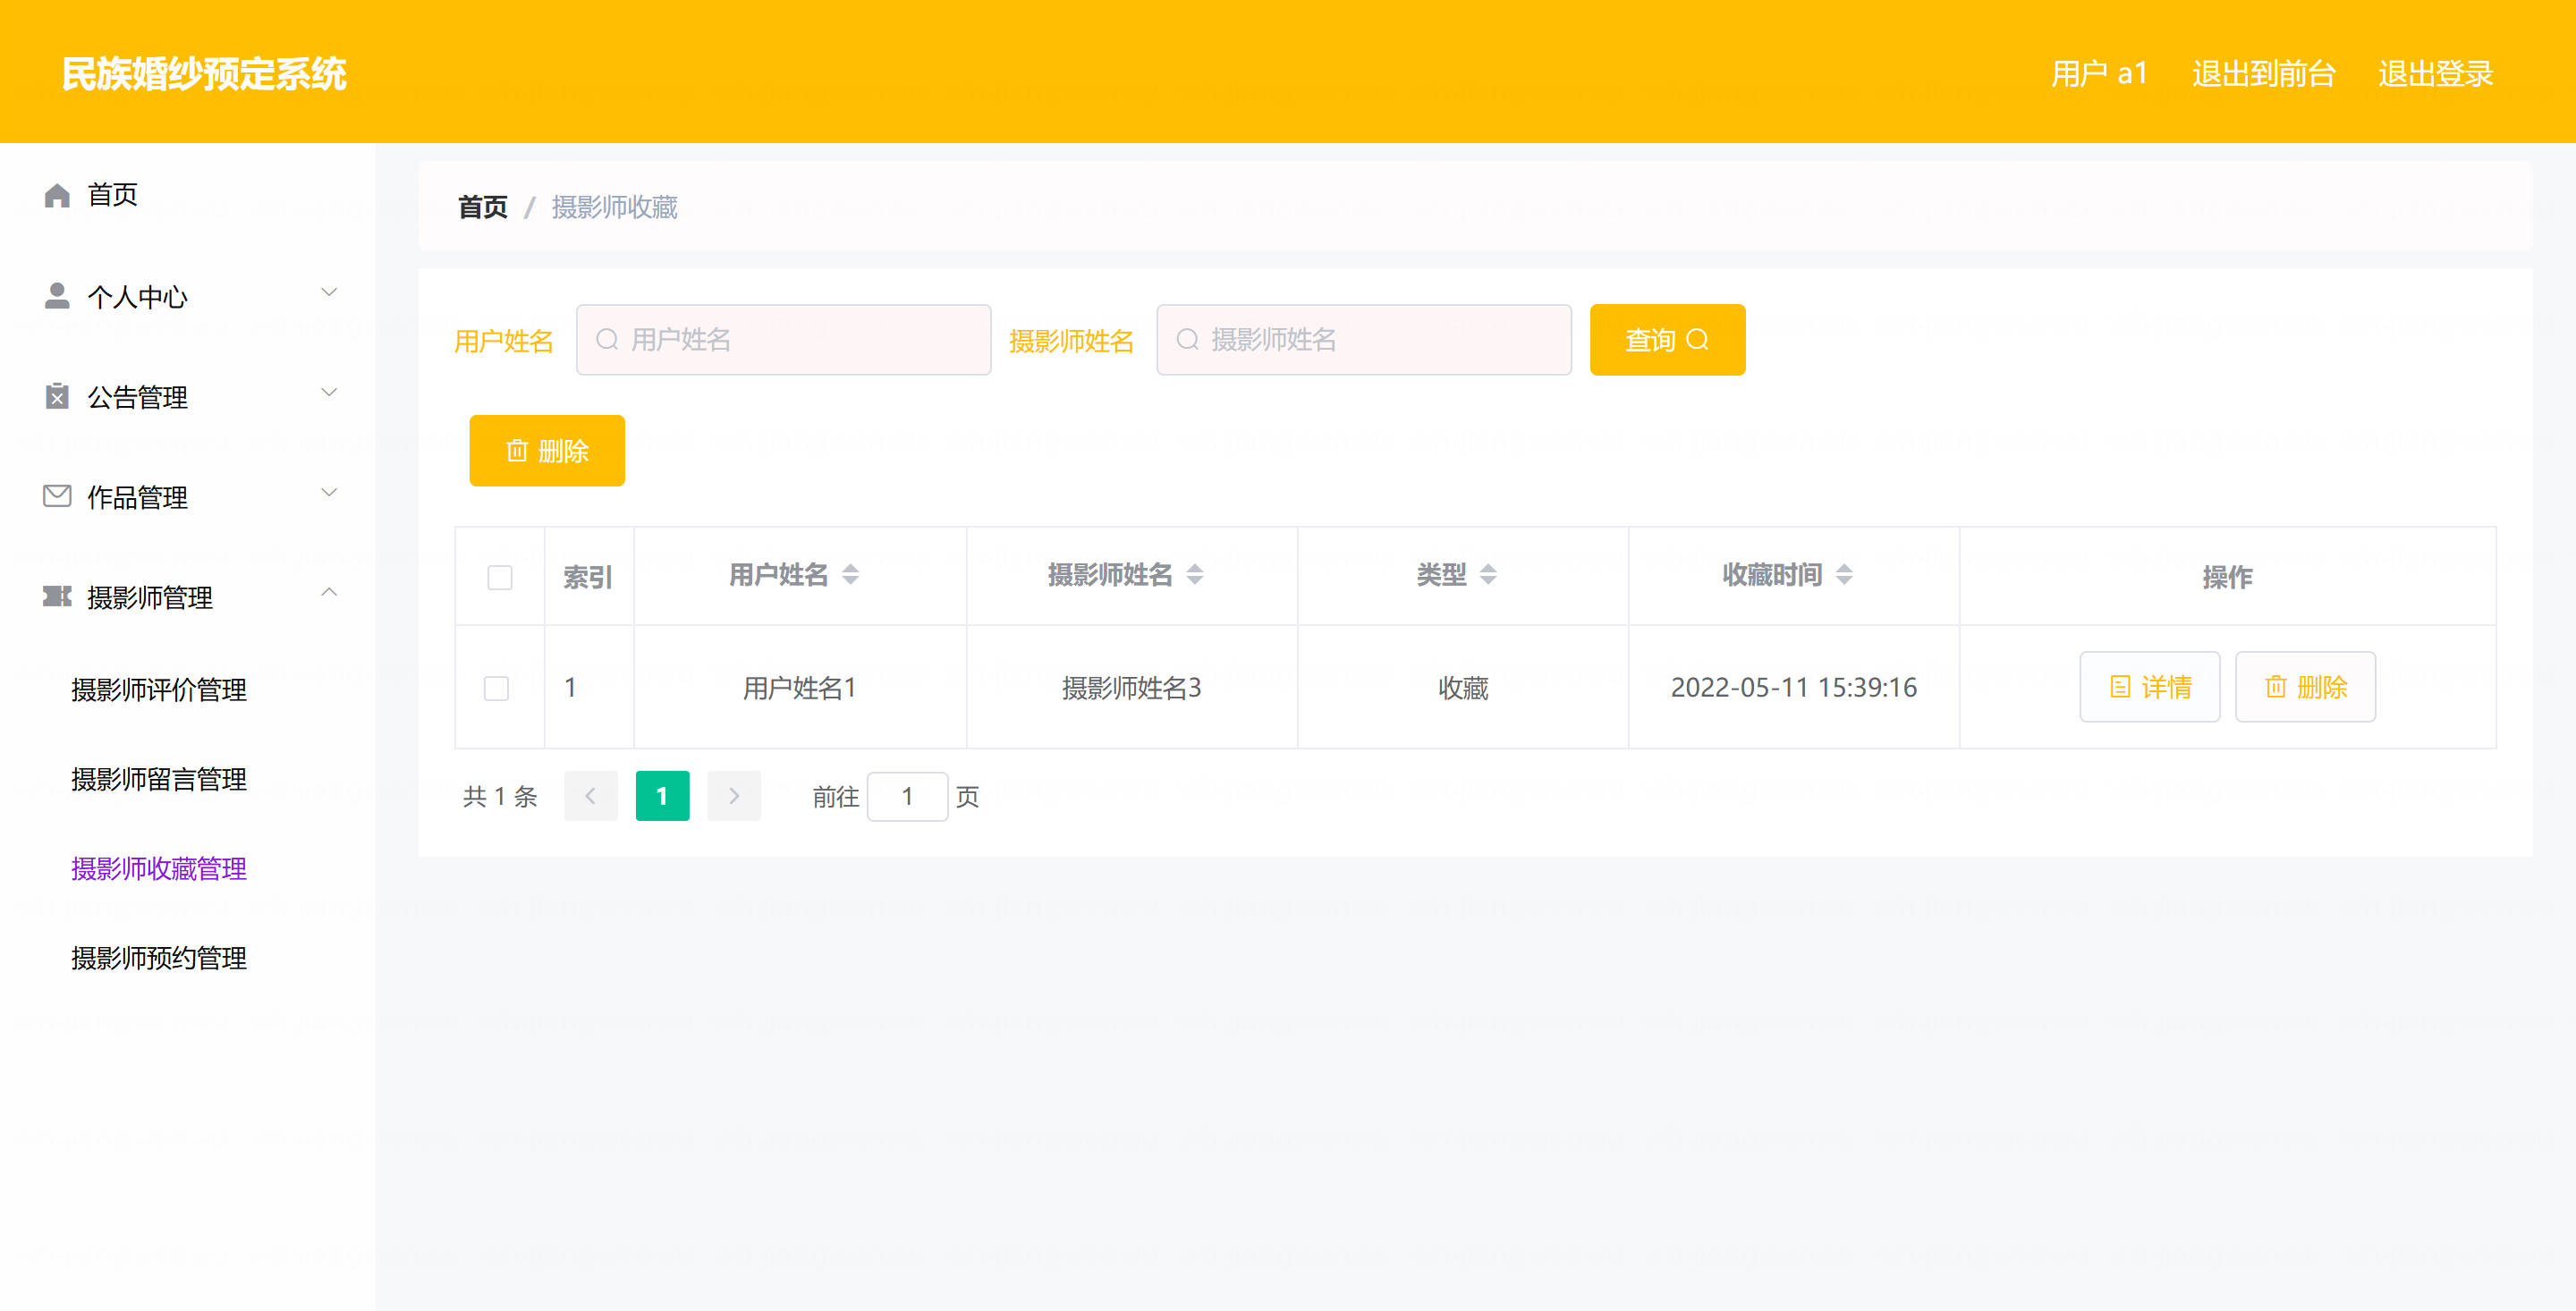 民族婚纱预定系统
用户 a1 退出到前台 退出登录
首页
个人中心
公告管理
作品管理
摄影师管理
摄影师评价管理
摄影师留言管理
摄影师收藏管理
摄影师预约管理
首页 / 摄影师收藏
用户姓名 用户姓名 摄影师姓名 摄影师姓名 查询
删除
索引 用户姓名 摄影师姓名 类型 收藏时间 操作
1 用户姓名1 摄影师姓名3 收藏 2022-05-11 15:39:16 详情 删除
共 1 条 1 前往 1 页